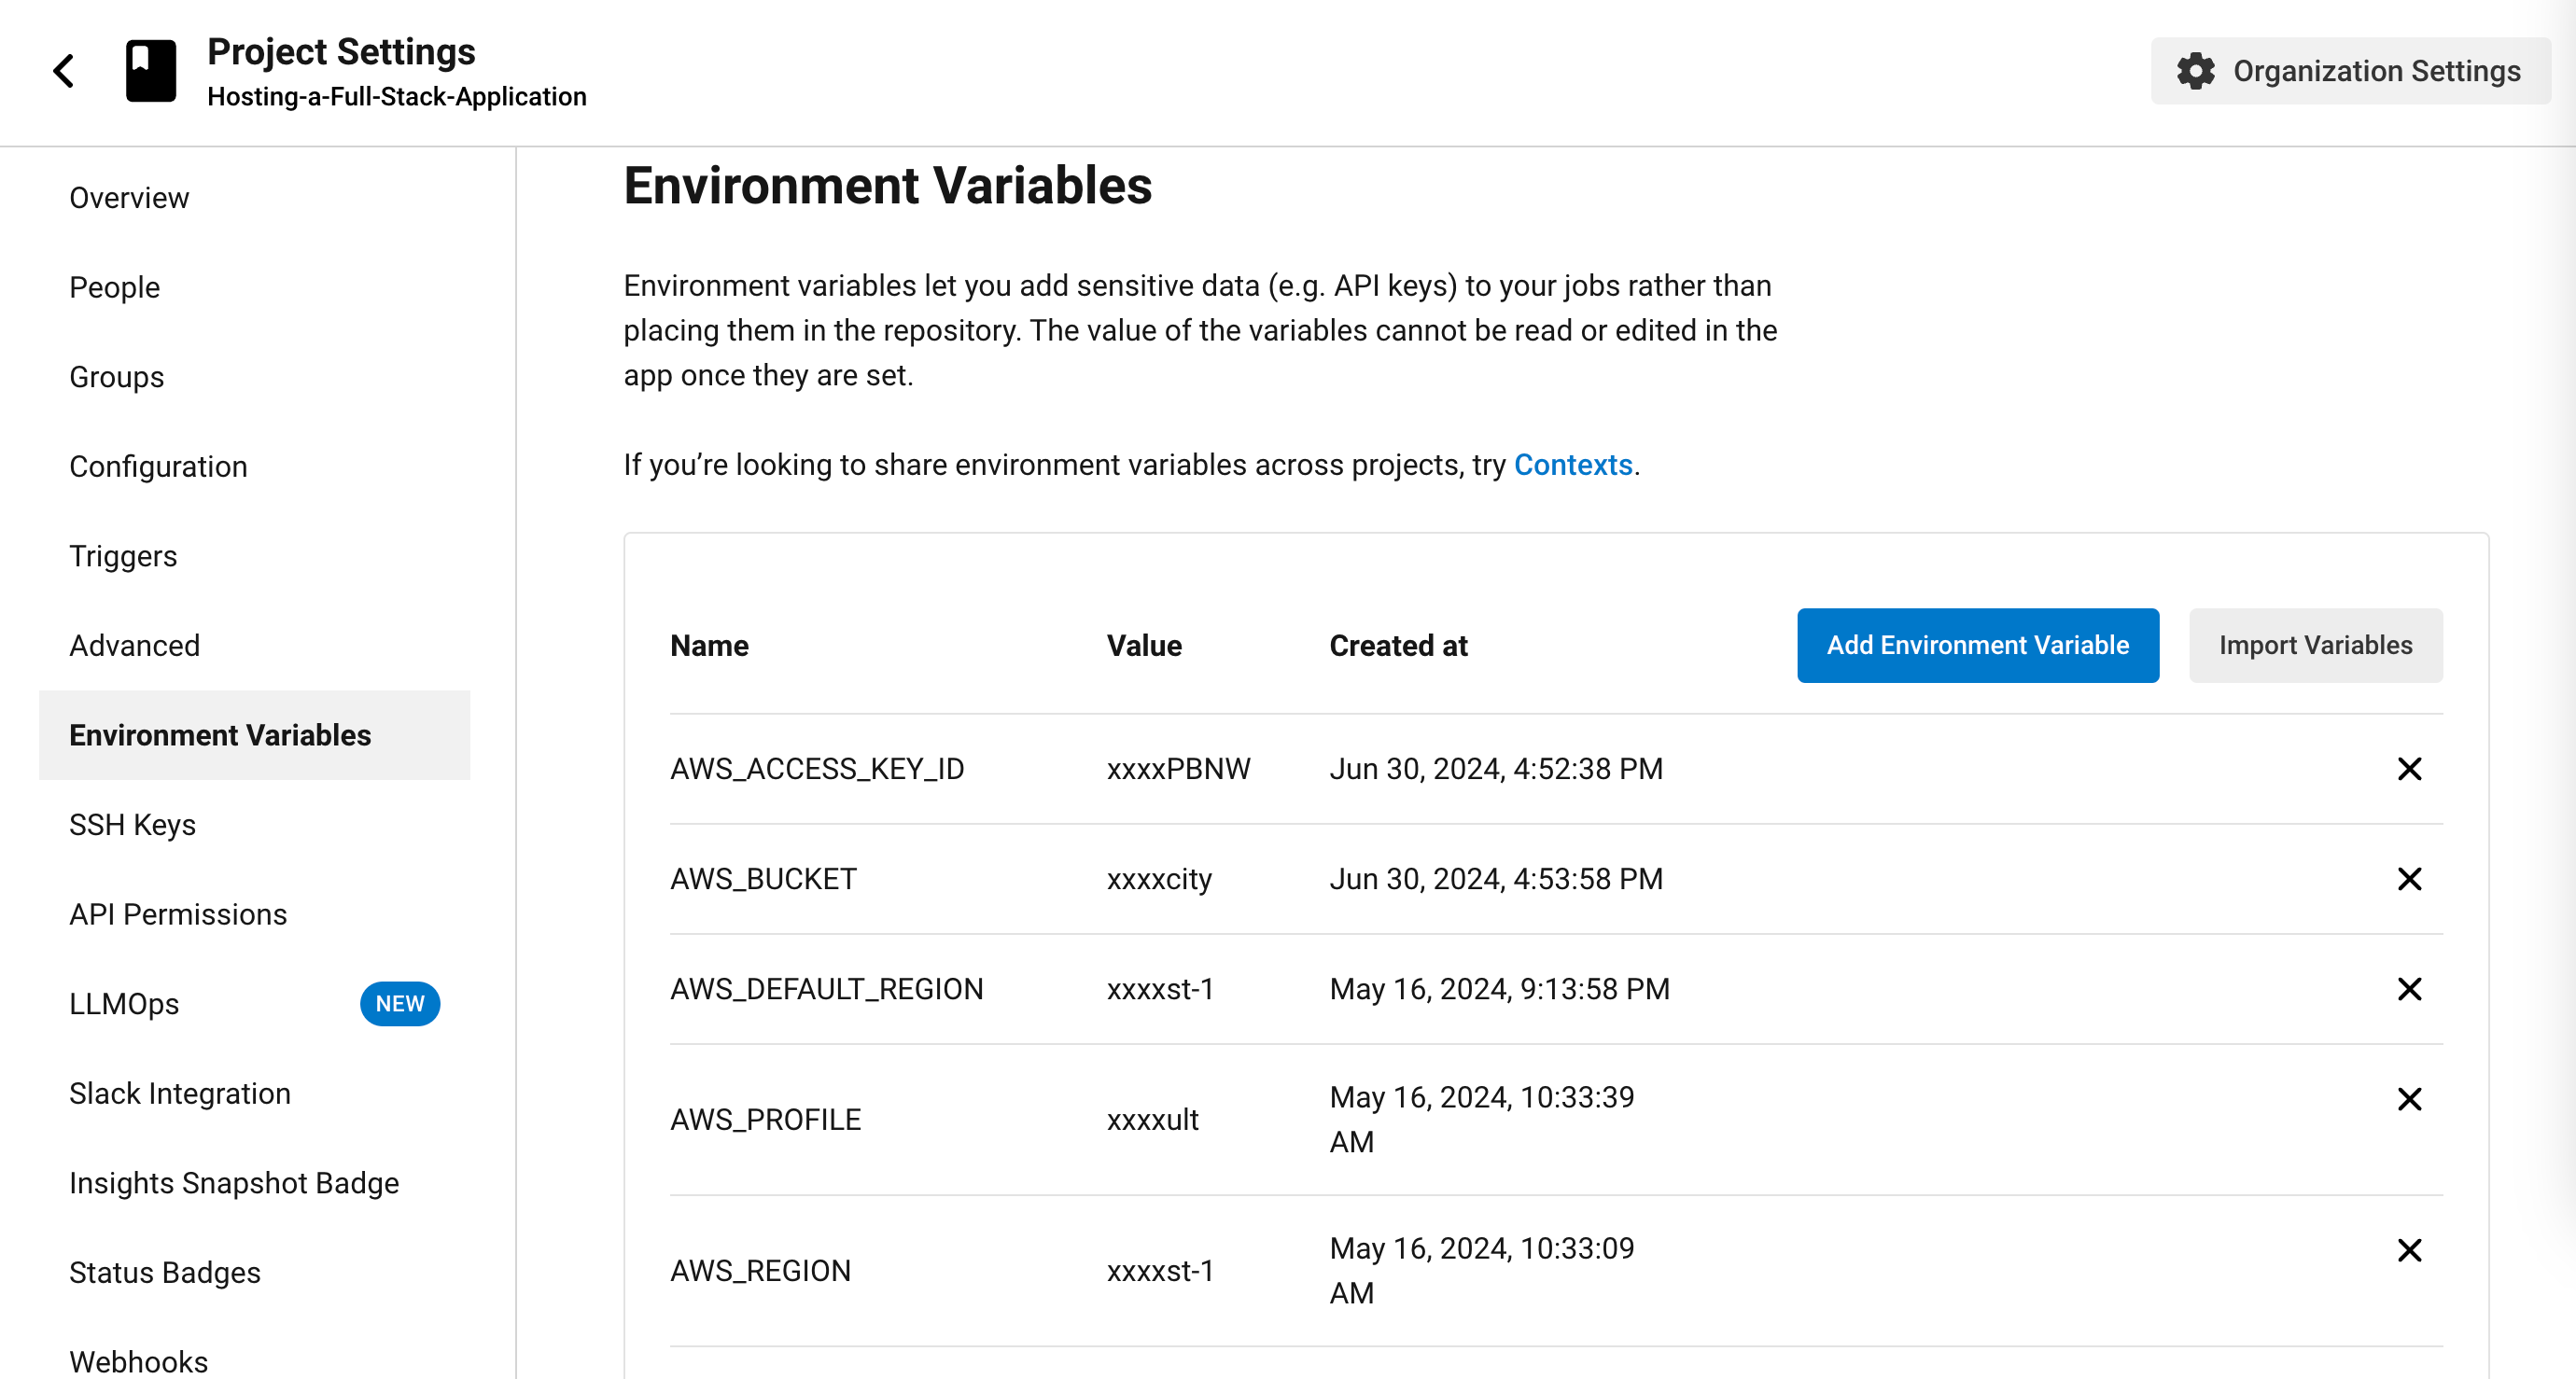 Project Settings
Hosting-a-Full-Stack-Application
Organization Settings
Overview
People
Groups
Configuration
Triggers
Advanced
Environment Variables
SSH Keys
API Permissions
LLMOps NEW
Slack Integration
Insights Snapshot Badge
Status Badges
Webhooks
Environment Variables
Environment variables let you add sensitive data (e.g. API keys) to your jobs rather than
placing them in the repository. The value of the variables cannot be read or edited in the
app once they are set.
If you’re looking to share environment variables across projects, try Contexts.
Name Value Created at Add Environment Variable Import Variables
AWS_ACCESS_KEY_ID xxxxPBNW Jun 30, 2024, 4:52:38 PM
AWS_BUCKET xxxxcity Jun 30, 2024, 4:53:58 PM
AWS_DEFAULT_REGION xxxxst-1 May 16, 2024, 9:13:58 PM
AWS_PROFILE xxxxult May 16, 2024, 10:33:39
AM
AWS_REGION xxxxst-1 May 16, 2024, 10:33:09
AM